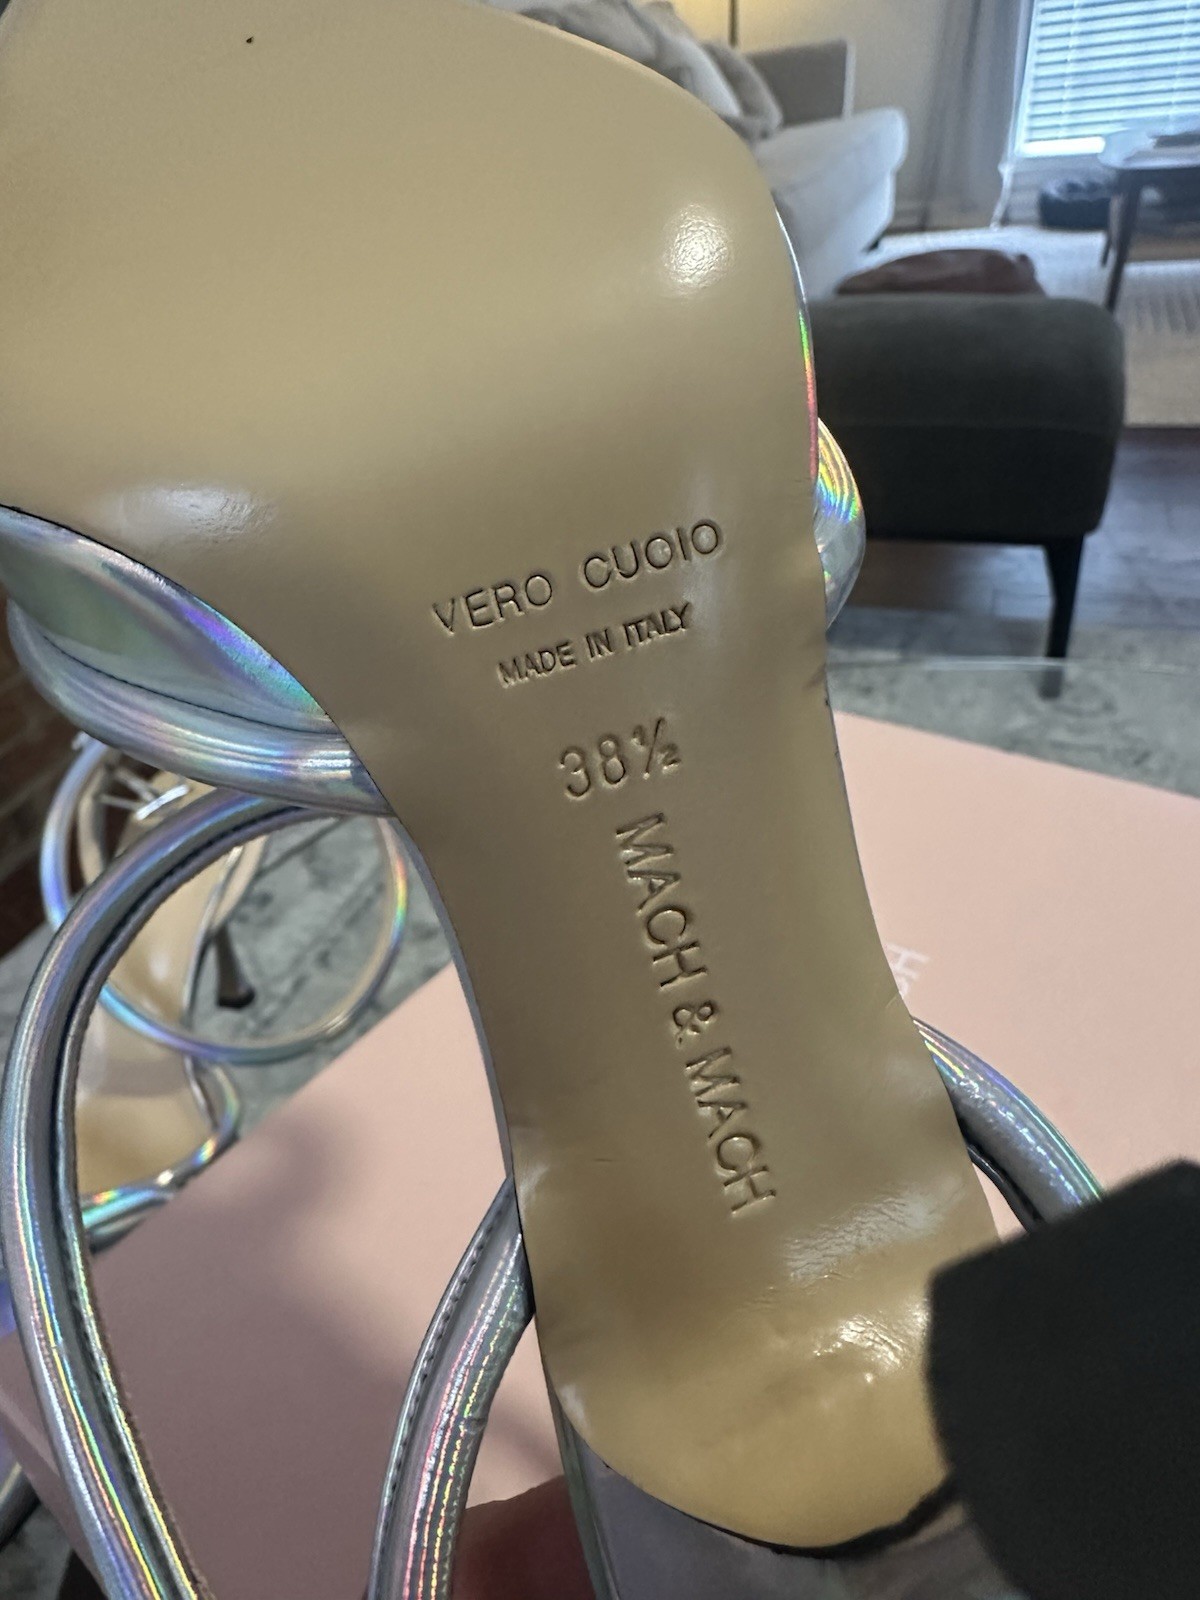 VERO CUOIO
MADE IN ITALY
38½
MACH & MACH